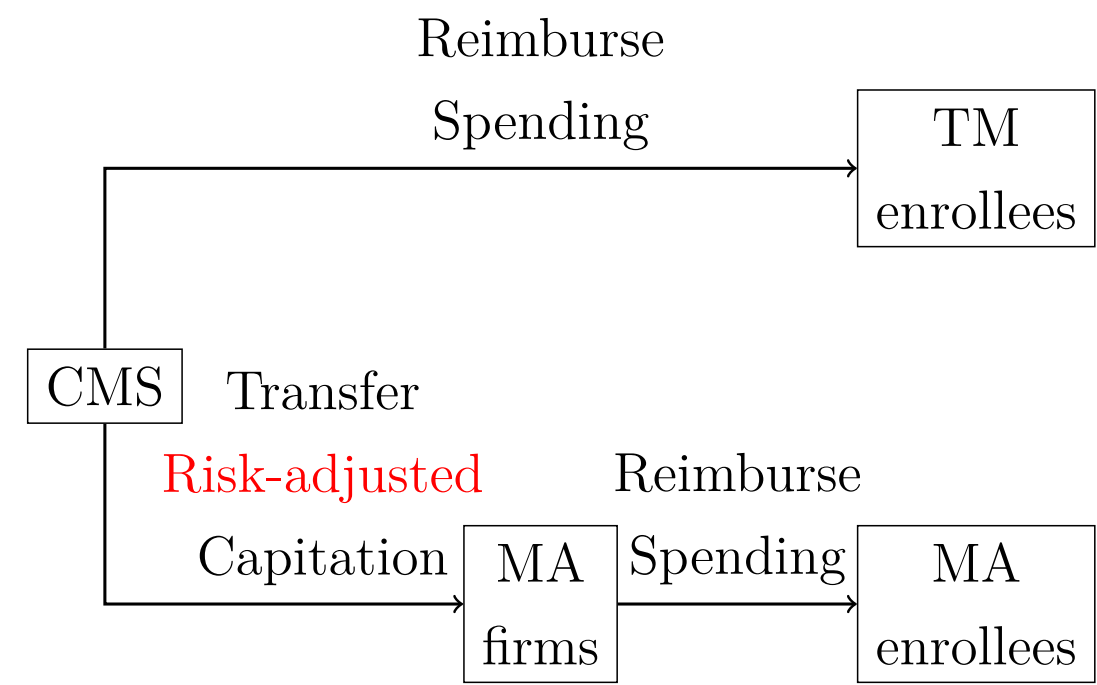 Reimburse
Spending
TM
enrollees
CMS
Transfer
Risk-adjusted
Capitation
MA
firms
Reimburse
Spending
MA
enrollees